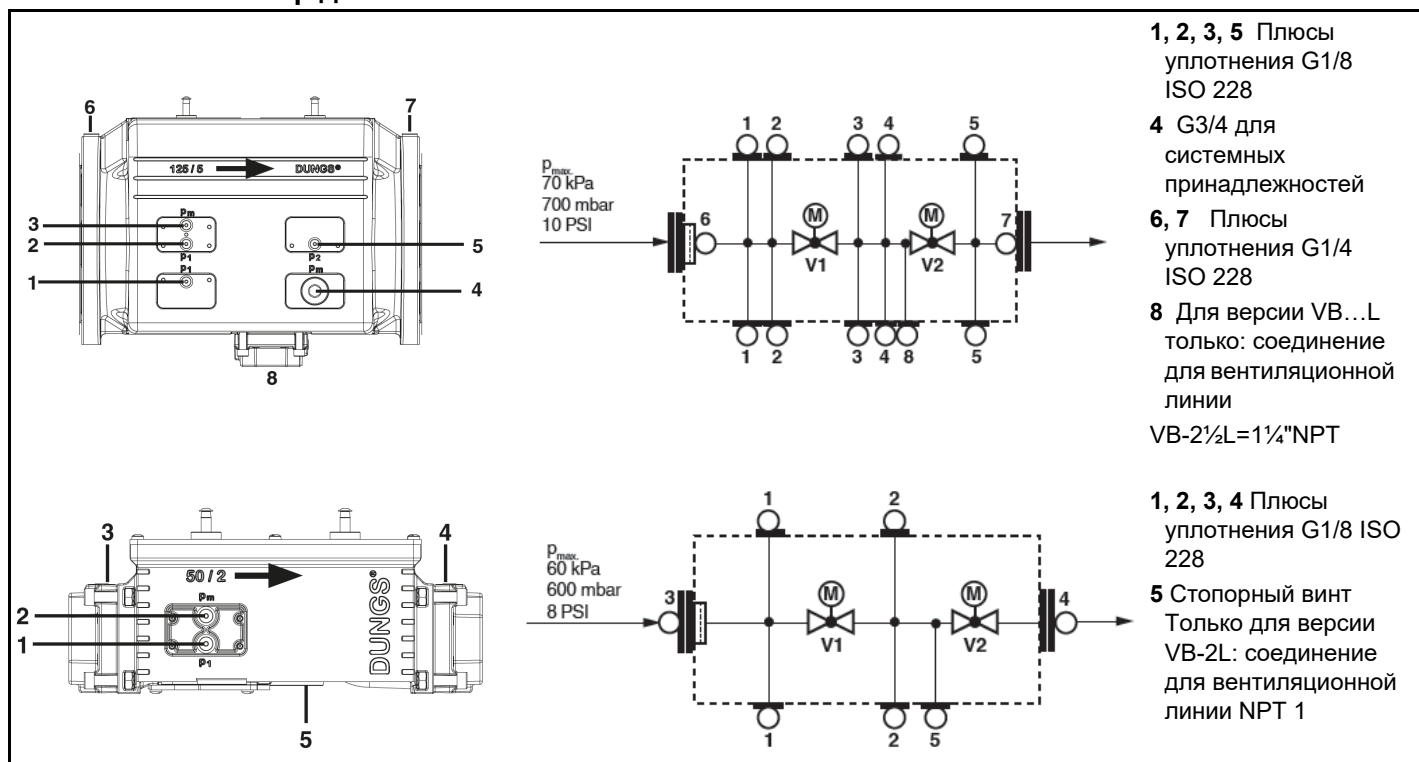 6
7
125 / 5
DUNGS®
Pm
3
2
P1
P1
1
5
P2
Pm
4
8
pmax.
70 kPa
700 mbar
10 PSI
1 2 3 4 5
6
M
V1
M
V2
7
1 2 3 4 8 5
1, 2, 3, 5 Плюсы
уплотнения G1/8
ISO 228
4 G3/4 для
системных
принадлежностей
6, 7 Плюсы
уплотнения G1/4
ISO 228
8 Для версии VB…L
только: соединение
для вентиляционной
линии
VB-2½L=1¼"NPT
3
4
50 / 2
Pm
2
1
P1
DUNGS®
5
pmax.
60 kPa
600 mbar
8 PSI
1 2
3
M
V1
M
V2
4
1 2 5
1, 2, 3, 4 Плюсы
уплотнения G1/8 ISO
228
5 Стопорный винт
Только для версии
VB-2L: соединение
для вентиляционной
линии NPT 1